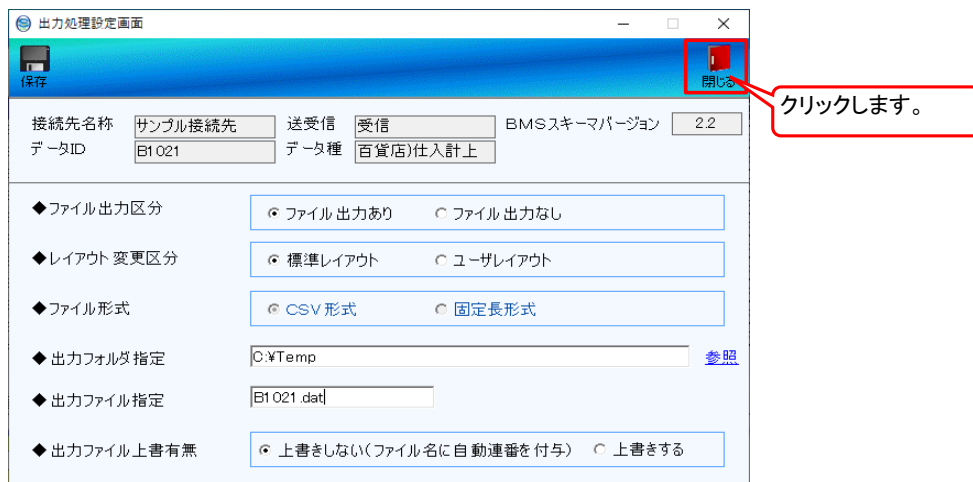 出力処理設定画面
保存
閉じる
クリックします。
接続先名称 サンプル接続先 送受信 受信 BMSスキーマバージョン 2.2
データID B1021 データ種 百貨店)仕入計上
◆ファイル出力区分 ファイル出力あり ファイル出力なし
◆レイアウト変更区分 標準レイアウト ユーザレイアウト
◆ファイル形式 CSV形式 固定長形式
◆出力フォルダ指定 C:¥Temp 参照
◆出力ファイル指定 B1021.dat
◆出力ファイル上書有無 上書きしない(ファイル名に自動連番を付与) 上書きする